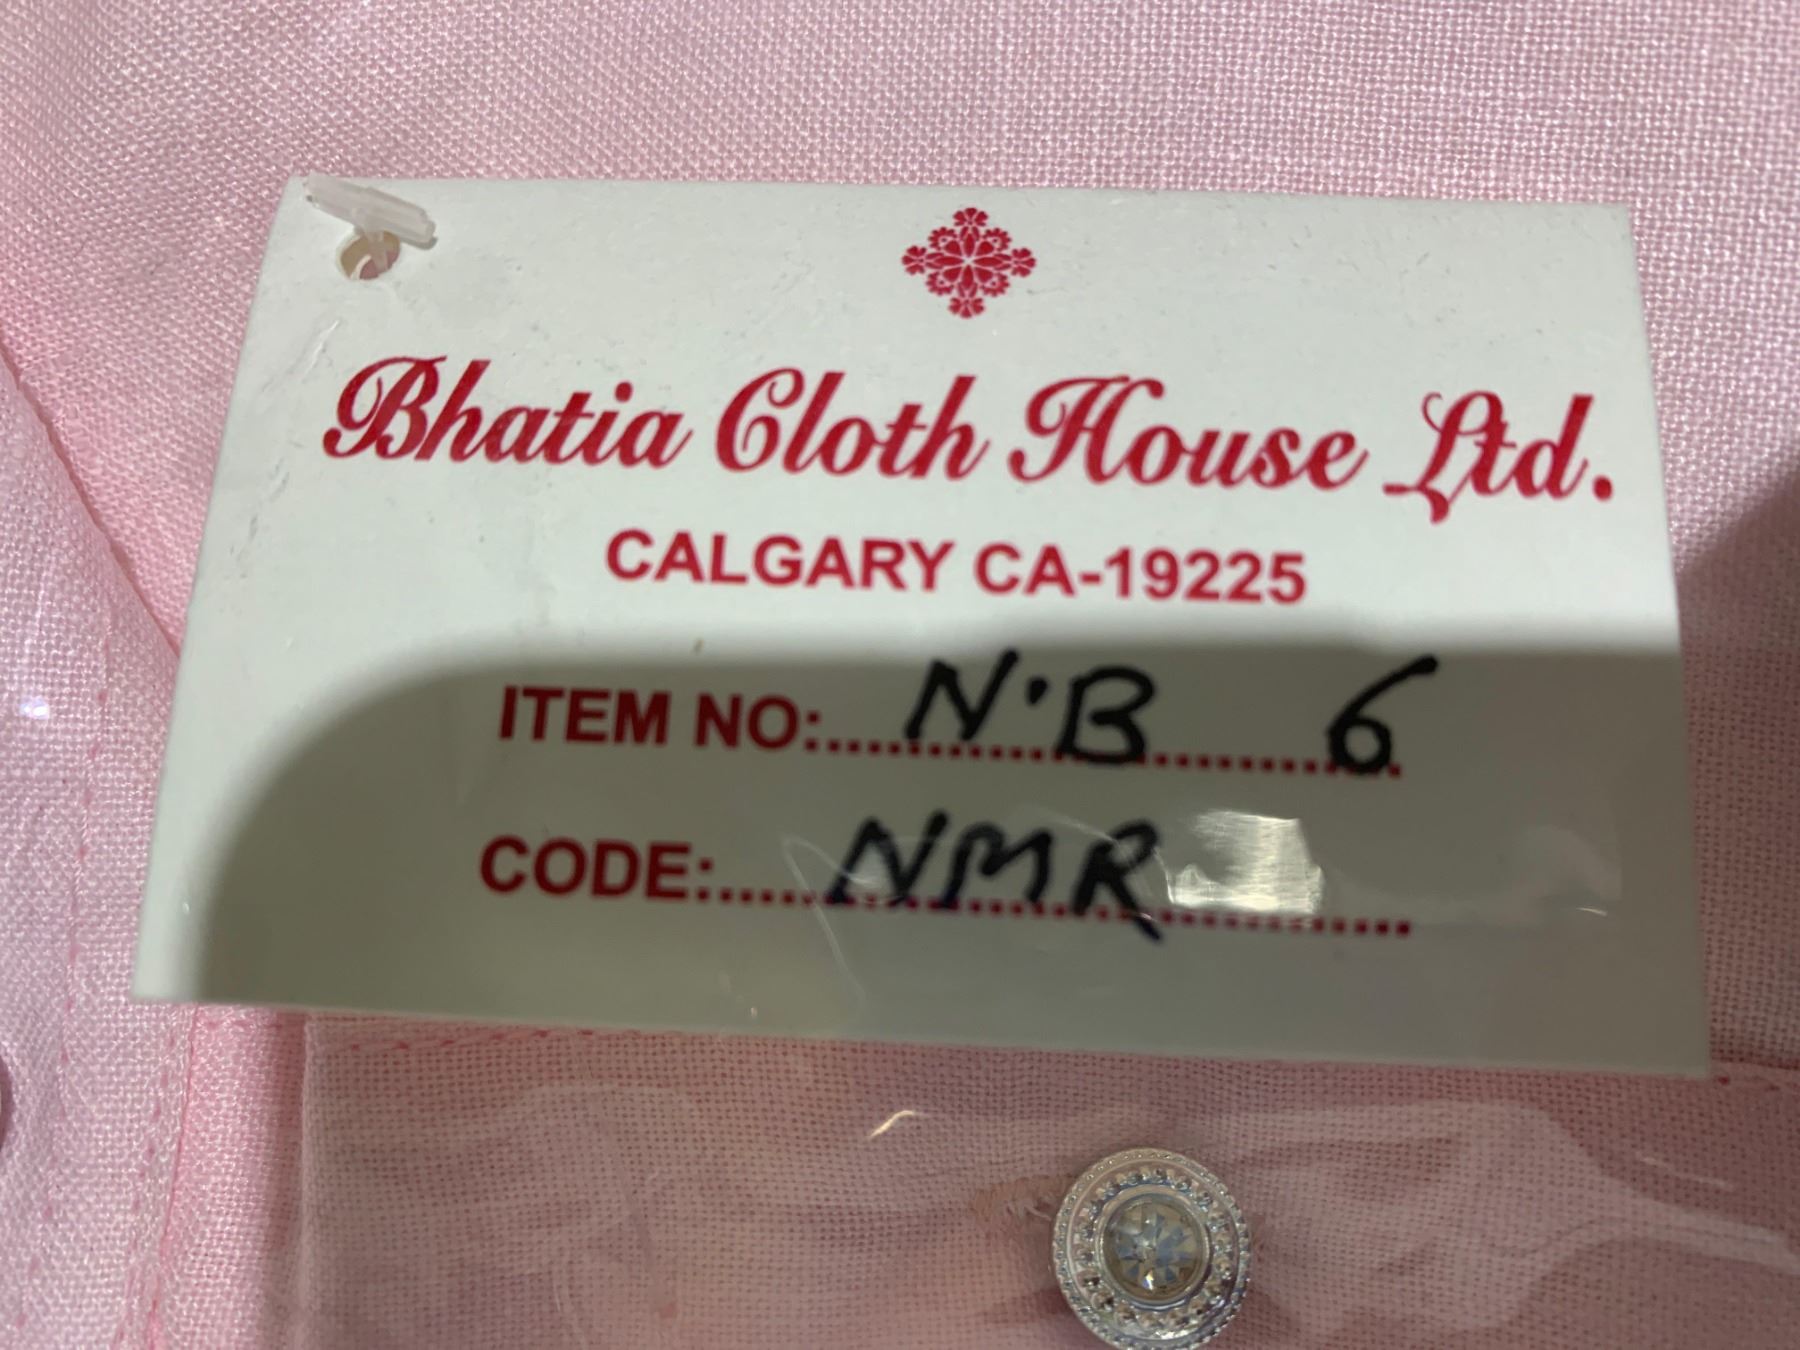 Bhatia Cloth House Ltd.
CALGARY CA-19225
ITEM NO:..... N.B 6
CODE:..... NMR